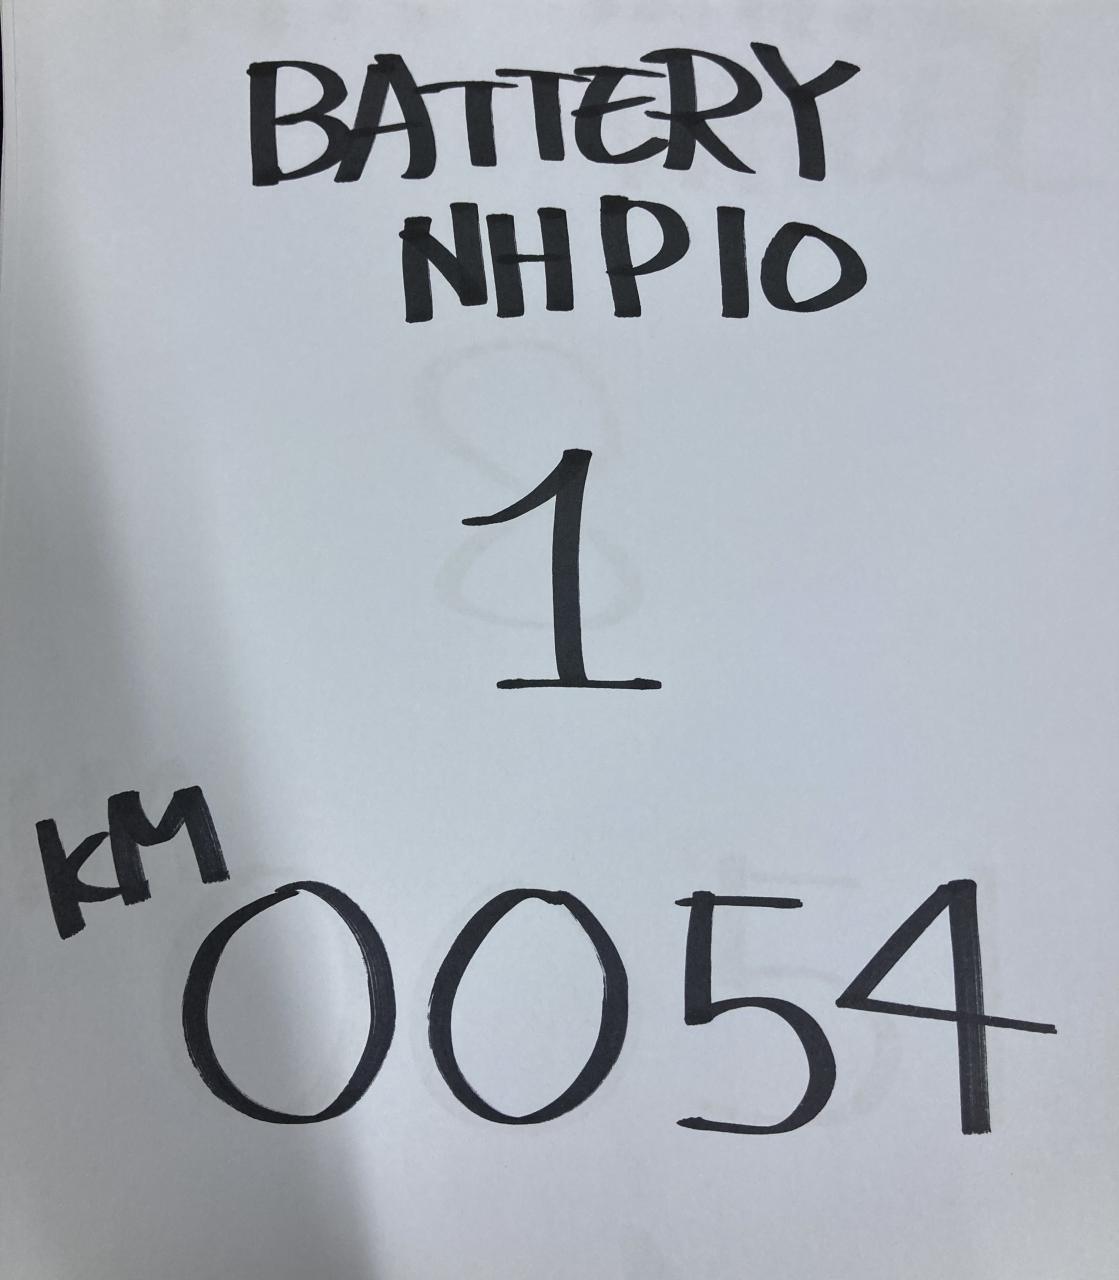 BATTERY
NHP10
1
KM
0054